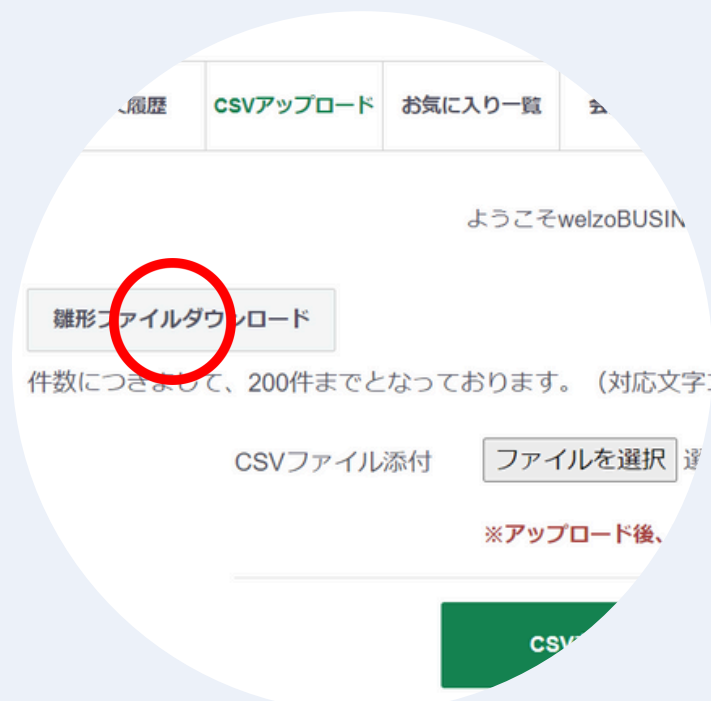 履歴 CSVアップロード お気に入り一覧
ようこそwelzoBUSIN
雛形ファイルダウンロード
件数につきまして、200件までとなっております。（対応文字
CSVファイル添付 ファイルを選択
※アップロード後、
CSV